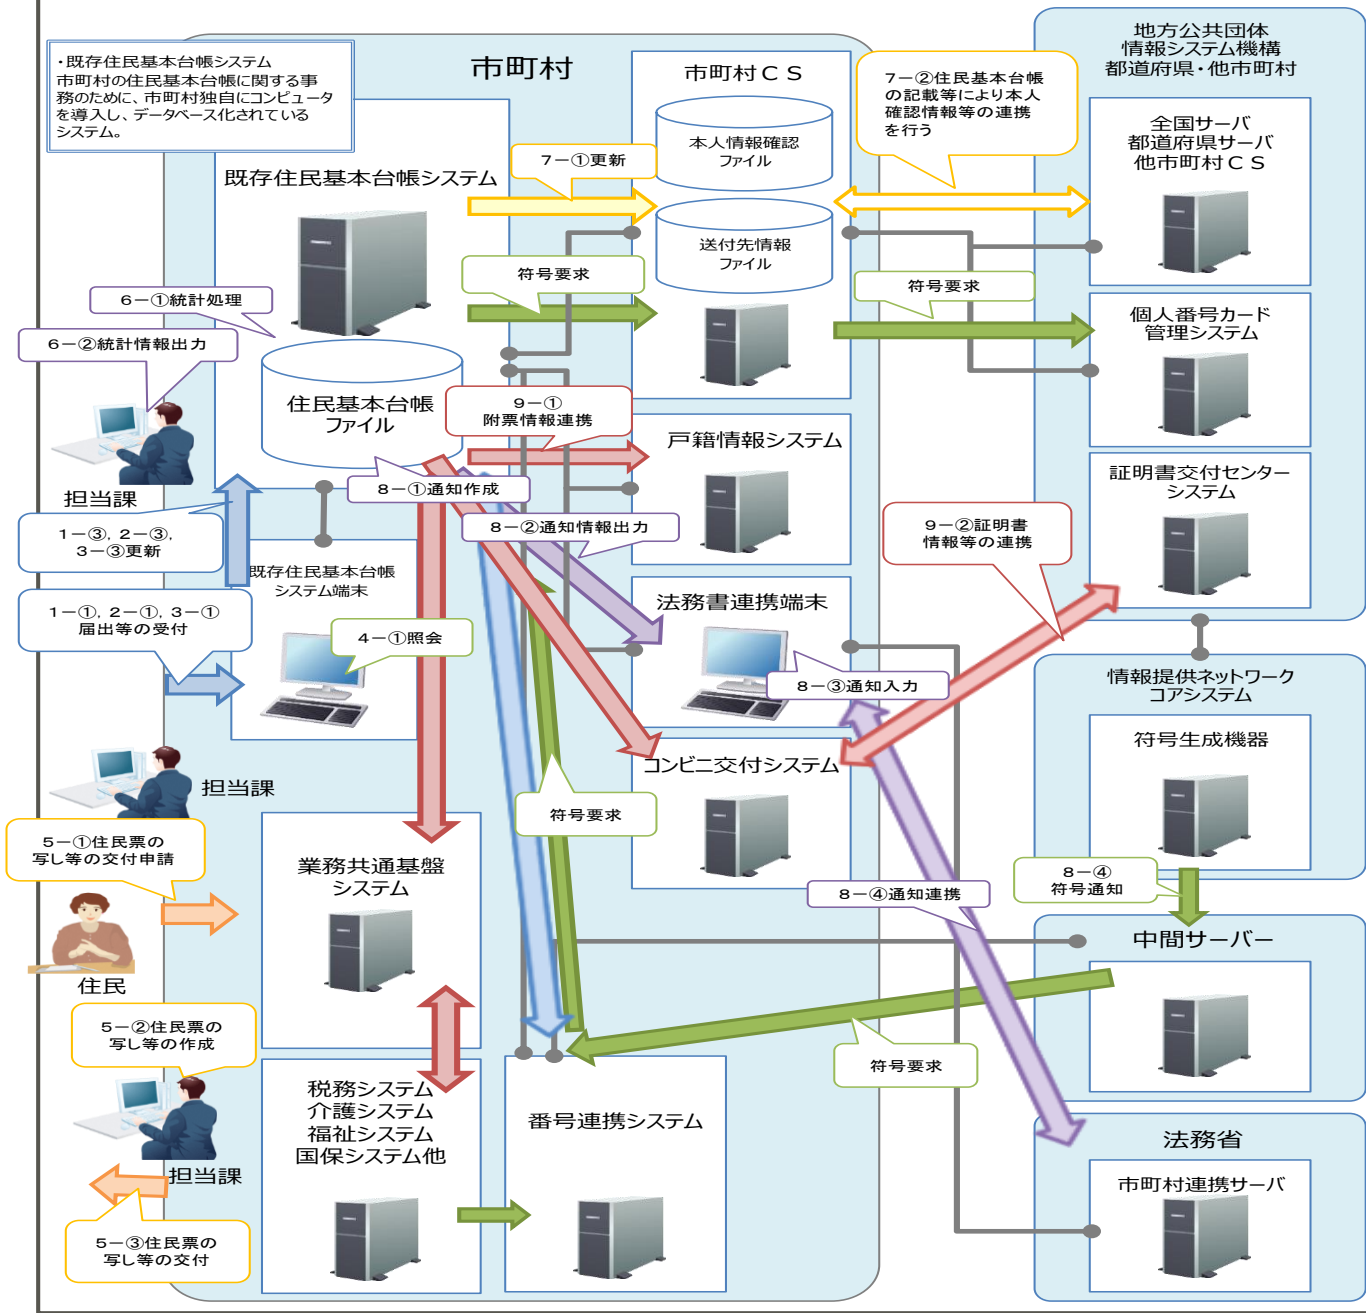 ・既存住民基本台帳システム
市町村の住民基本台帳に関する事
務のために、市町村独自にコンピュータ
を導入し、データベース化されている
システム。
市町村
既存住民基本台帳システム
住民基本台帳
ファイル
市町村ＣＳ
本人情報確認
ファイル
送付先情報
ファイル
7－①更新
7－②住民基本台帳
の記載等により本人
確認情報等の連携
を行う
地方公共団体
情報システム機構
都道府県・他市町村
全国サーバ
都道府県サーバ
他市町村ＣＳ
符号要求
符号要求
個人番号カード
管理システム
6－①統計処理
6－②統計情報出力
担当課
9－①
附票情報連携
戸籍情報システム
証明書交付センター
システム
8－①通知作成
8－②通知情報出力
9－②証明書
情報等の連携
1－③, 2－③,
3－③更新
既存住民基本台帳
システム端末
1－①, 2－①, 3－①
届出等の受付
4－①照会
法務書連携端末
8－③通知入力
情報提供ネットワーク
コアシステム
符号生成機器
担当課
コンビニ交付システム
符号要求
5－①住民票の
写し等の交付申請
業務共通基盤
システム
8－④通知連携
8－④
符号通知
住民
中間サーバー
5－②住民票の
写し等の作成
符号要求
税務システム
介護システム
福祉システム
国保システム他
番号連携システム
担当課
法務省
市町村連携サーバ
5－③住民票の
写し等の交付